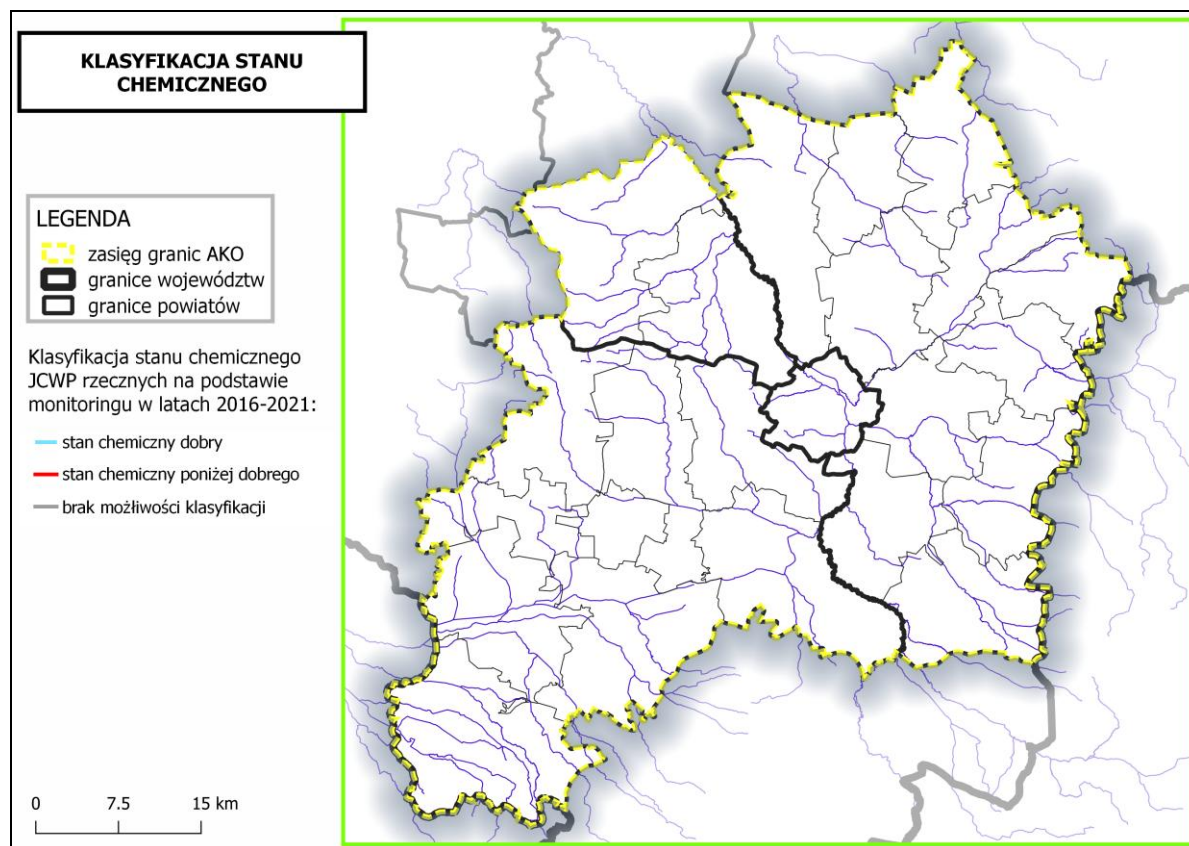 KLASYFIKACJA STANU
CHEMICZNEGO
LEGENDA
zasięg granic AKO
granice województw
granice powiatów
Klasyfikacja stanu chemicznego
JCWP rzecznych na podstawie
monitoringu w latach 2016-2021:
stan chemiczny dobry
stan chemiczny poniżej dobrego
brak możliwości klasyfikacji
0 7.5 15 km